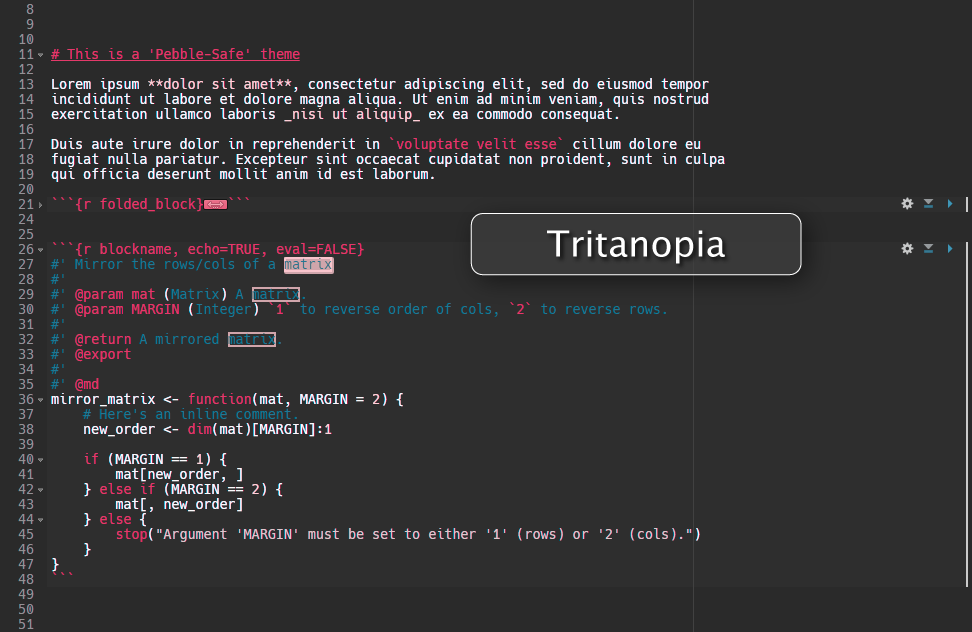 8
9
10
11 # This is a 'Pebble-Safe' theme
12
13 Lorem ipsum **dolor sit amet**, consectetur adipiscing elit, sed do eiusmod tempor
14 incididunt ut labore et dolore magna aliqua. Ut enim ad minim veniam, quis nostrud
15 exercitation ullamco laboris _nisi ut aliquip_ ex ea commodo consequat.
16
17 Duis aute irure dolor in reprehenderit in `voluptate velit esse` cillum dolore eu
18 fugiat nulla pariatur. Excepteur sint occaecat cupidatat non proident, sunt in culpa
19 qui officia deserunt mollit anim id est laborum.
20
21 ```{r folded_block}```
24
25
Tritanopia
26 ```{r blockname, echo=TRUE, eval=FALSE}
27 #' Mirror the rows/cols of a matrix
28 #'
29 #' @param mat (Matrix) A matrix.
30 #' @param MARGIN (Integer) `1` to reverse order of cols, `2` to reverse rows.
31 #'
32 #' @return A mirrored matrix.
33 #' @export
34 #'
35 #' @md
36 mirror_matrix <- function(mat, MARGIN = 2) {
37     # Here's an inline comment.
38     new_order <- dim(mat)[MARGIN]:1
39
40     if (MARGIN == 1) {
41         mat[new_order, ]
42     } else if (MARGIN == 2) {
43         mat[, new_order]
44     } else {
45         stop("Argument 'MARGIN' must be set to either '1' (rows) or '2' (cols).")
46     }
47 }
48 ```
49
50
51